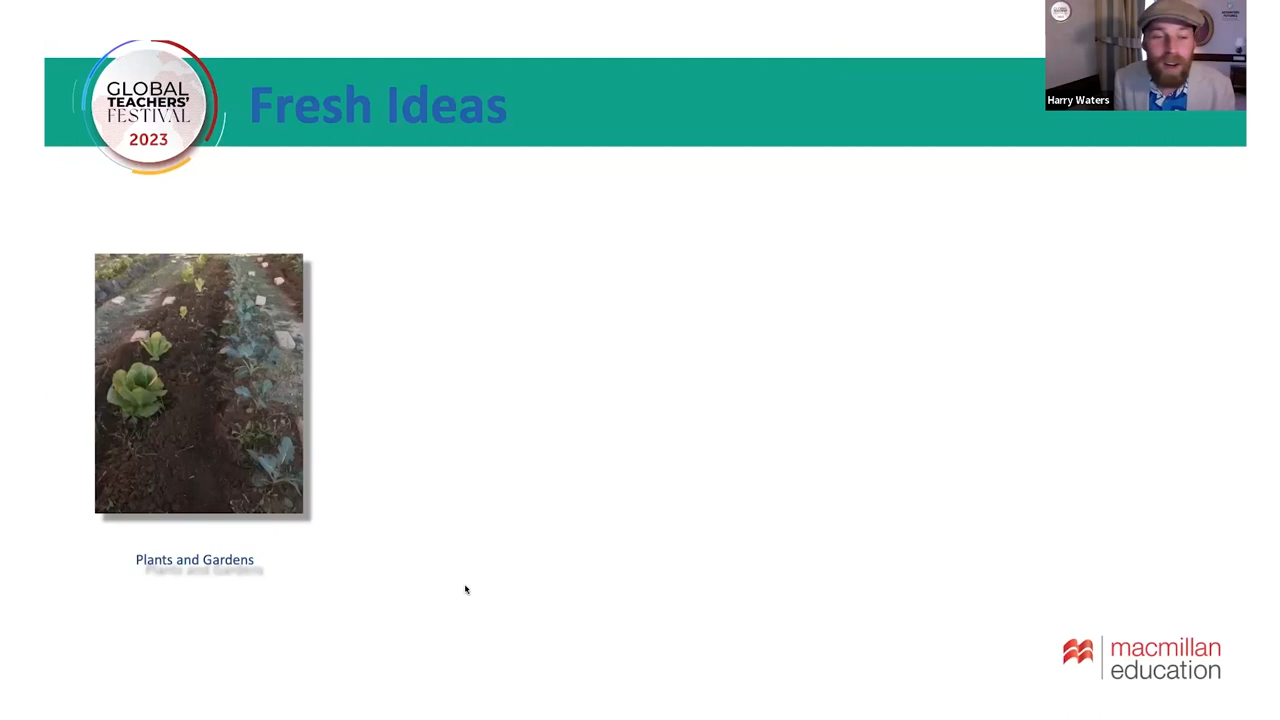 GLOBAL
TEACHERS'
FESTIVAL
2023
Fresh Ideas
Harry Waters
Plants and Gardens
macmillan
education